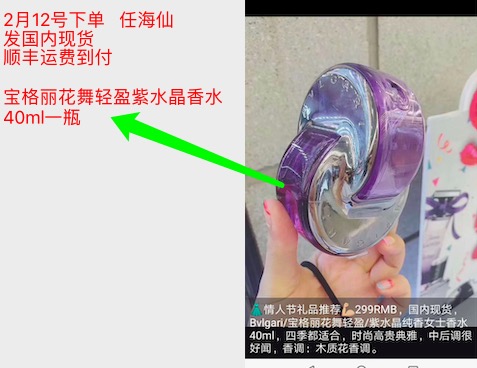 2月12号下单 任海仙
发国内现货
顺丰运费到付
宝格丽花舞轻盈紫水晶香水
40ml一瓶
情人节礼品推荐💪🏻299RMB，国内现货，
Bvlgari/宝格丽花舞轻盈/紫水晶纯香女士香水
40ml，四季都适合，时尚高贵典雅，中后调很
好闻，香调：木质花香调。